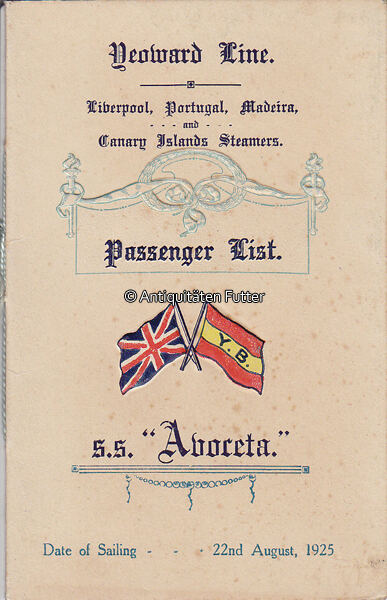 Yeoward Line.
Liverpool, Portugal, Madeira,
- - - and - - -
Canary Islands Steamers.
Passenger List.
© Antiquitäten Futter
Y.B.
s.s. "Avoceta."
Date of Sailing - - - 22nd August, 1925